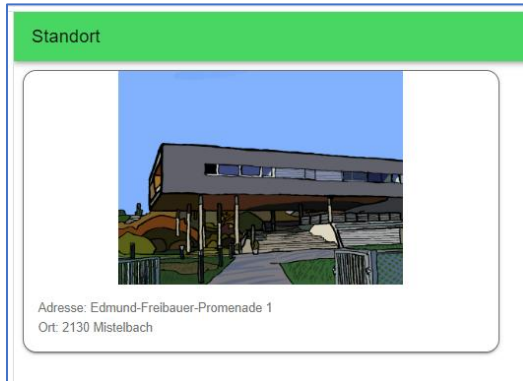 Standort
Adresse: Edmund-Freibauer-Promenade 1
Ort: 2130 Mistelbach